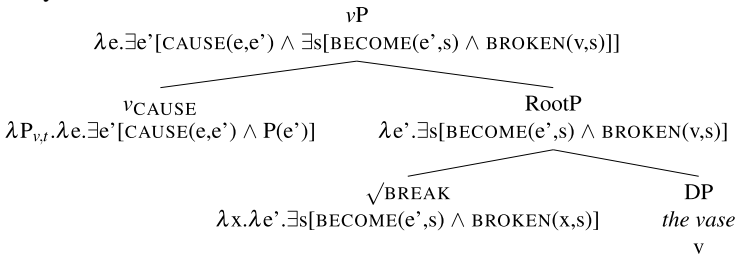 vP
λe.∃e’[CAUSE(e,e’) ∧ ∃s[BECOME(e’,s) ∧ BROKEN(v,s)]]
vCAUSE RootP
λPv,t.λe.∃e’[CAUSE(e,e’) ∧ P(e’)] λe’.∃s[BECOME(e’,s) ∧ BROKEN(v,s)]
√BREAK DP
λx.λe’.∃s[BECOME(e’,s) ∧ BROKEN(x,s)] the vase
v